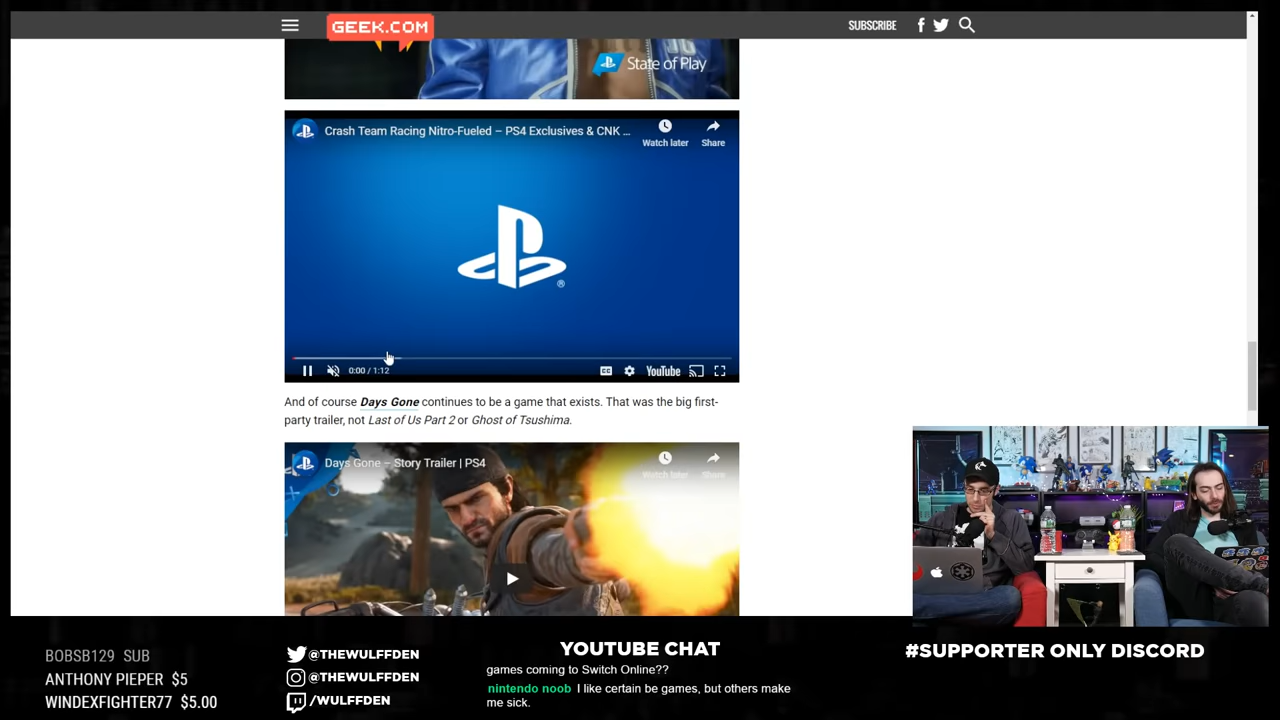 GEEK.COM
SUBSCRIBE
State of Play
Crash Team Racing Nitro-Fueled – PS4 Exclusives & CNK ...
Watch later
Share
0:00 / 1:12
CC
YouTube
And of course Days Gone continues to be a game that exists. That was the big first-
party trailer, not Last of Us Part 2 or Ghost of Tsushima.
Days Gone – Story Trailer | PS4
Watch later
Share
BOBSB129 SUB
ANTHONY PIEPER $5
WINDEXFIGHTER77 $5.00
@THEWULFFDEN
@THEWULFFDEN
/WULFFDEN
YOUTUBE CHAT
games coming to Switch Online??
nintendo noob I like certain be games, but others make
me sick.
#SUPPORTER ONLY DISCORD